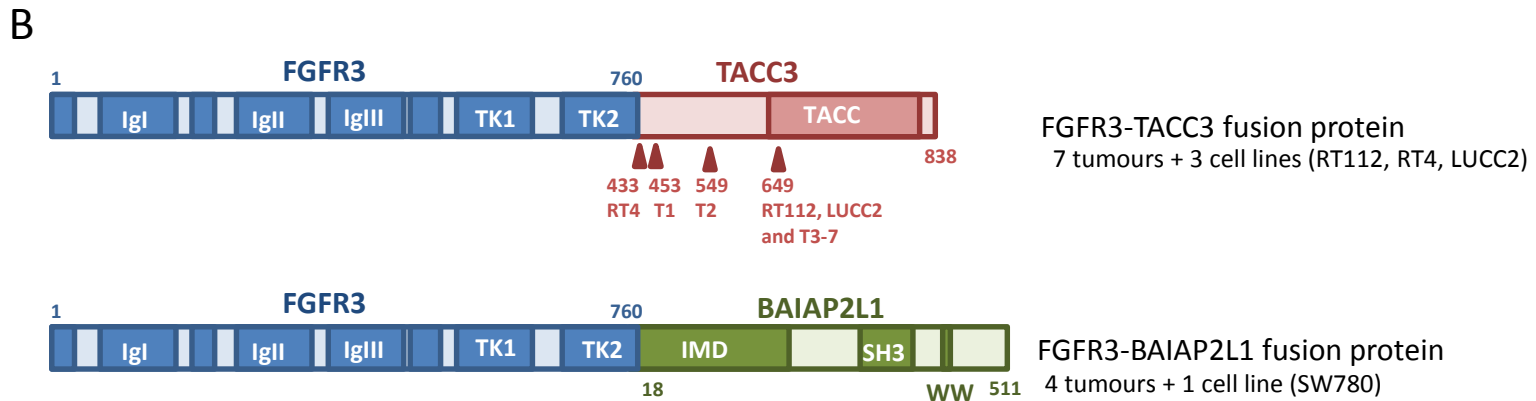 B
FGFR3 TACC3
1 760
IgI IgII IgIII TK1 TK2 TACC
838
433 453 549 649
RT4 T1 T2 RT112, LUCC2
and T3-7
FGFR3-TACC3 fusion protein
7 tumours + 3 cell lines (RT112, RT4, LUCC2)
FGFR3 BAIAP2L1
1 760
IgI IgII IgIII TK1 TK2 IMD SH3
18 WW 511
FGFR3-BAIAP2L1 fusion protein
4 tumours + 1 cell line (SW780)